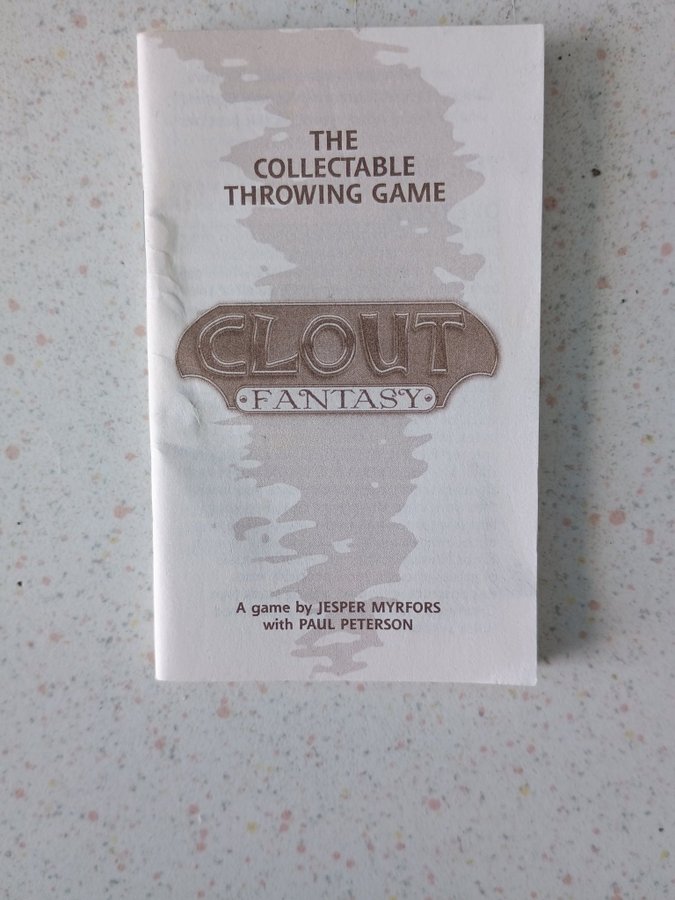 THE
COLLECTABLE
THROWING GAME
CLOUT
FANTASY
A game by JESPER MYRFORS
with PAUL PETERSON